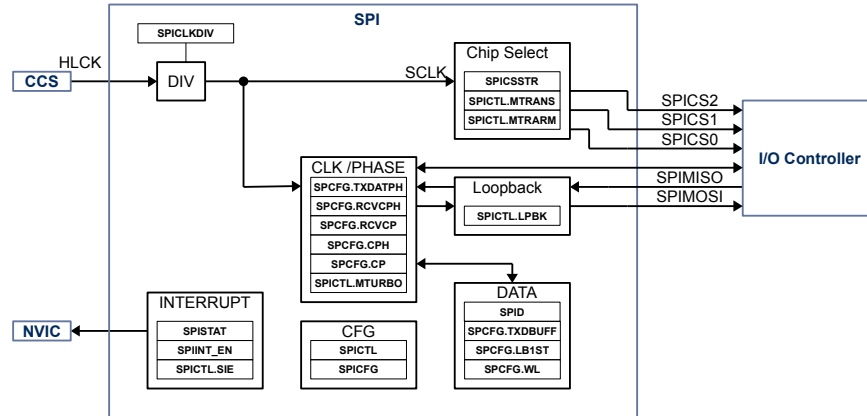 SPI
SPICLKDIV
HLCK
CCS
DIV
SCLK
Chip Select
SPICSSTR
SPICTL.MTRANS
SPICTL.MTRARM
SPICS2
SPICS1
SPICS0
I/O Controller
CLK /PHASE
SPCFG.TXDATPH
SPCFG.RCVCPH
SPCFG.RCVCP
SPCFG.CPH
SPCFG.CP
SPICTL.MTURBO
Loopback
SPICTL.LPBK
SPIMISO
SPIMOSI
DATA
SPID
SPCFG.TXDBUFF
SPCFG.LB1ST
SPCFG.WL
INTERRUPT
SPISTAT
SPIINT_EN
SPICTL.SIE
NVIC
CFG
SPICTL
SPICFG